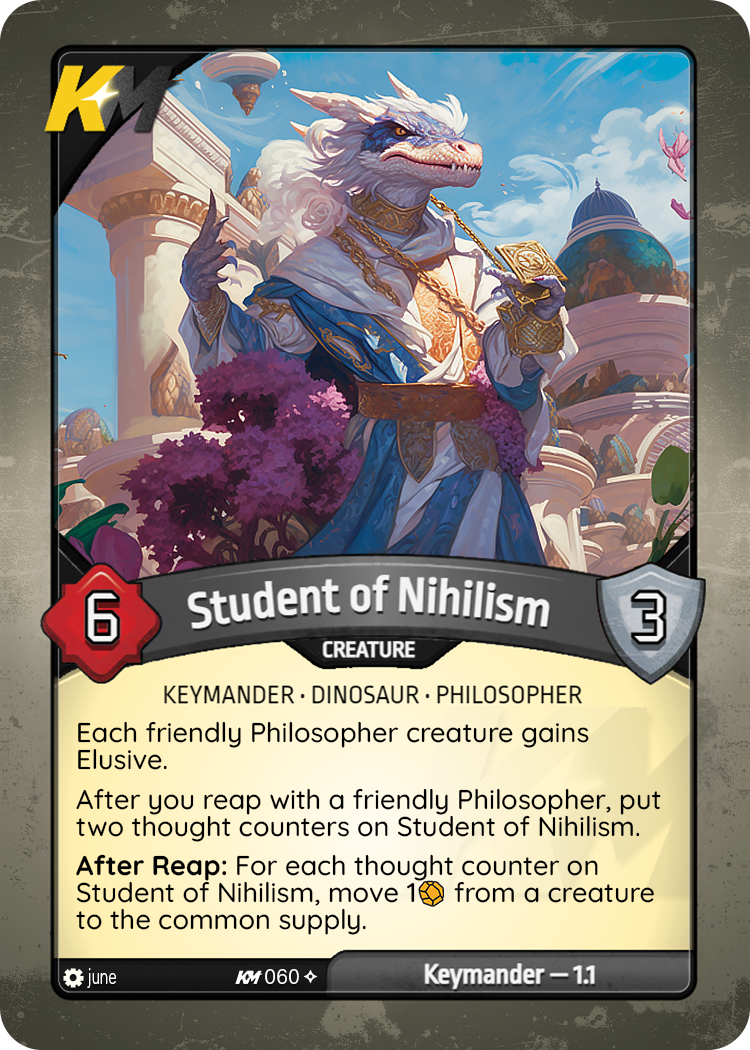 KM
6
Student of Nihilism
3
CREATURE
KEYMANDER · DINOSAUR · PHILOSOPHER
Each friendly Philosopher creature gains
Elusive.
After you reap with a friendly Philosopher, put
two thought counters on Student of Nihilism.
After Reap: For each thought counter on
Student of Nihilism, move 1 from a creature
to the common supply.
june
KM 060
Keymander – 1.1